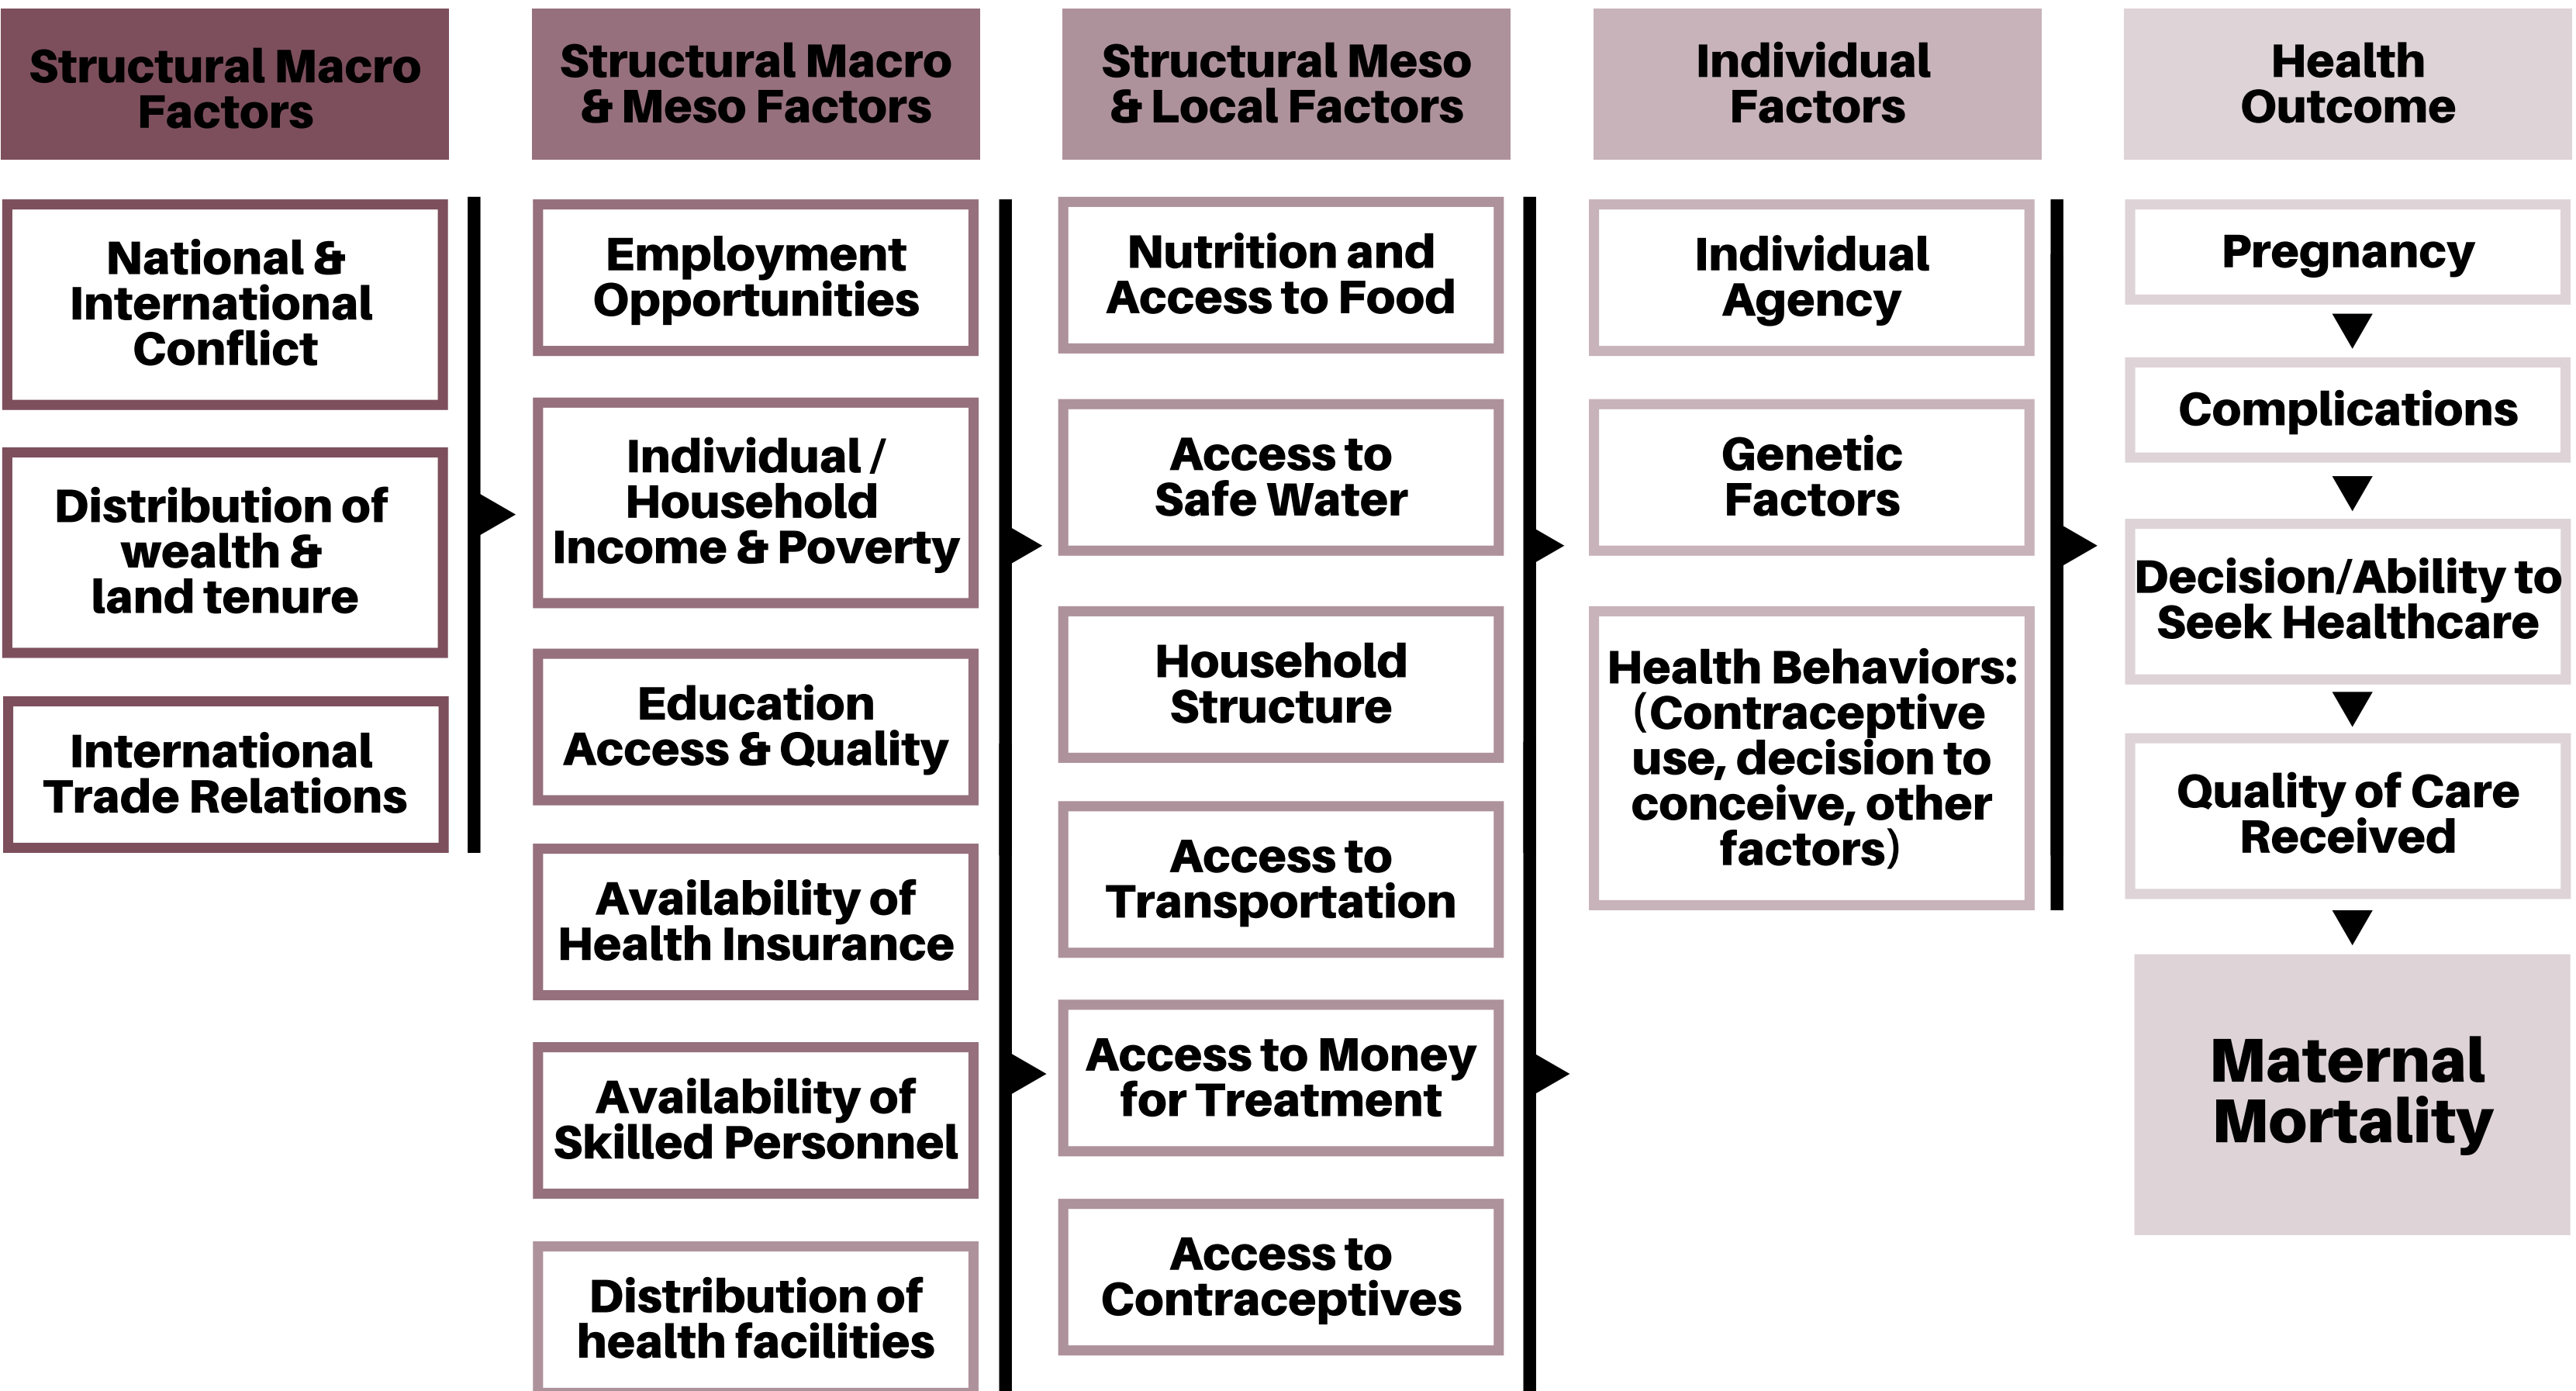 Structural Macro
Factors
National &
International
Conflict
Distribution of
wealth &
land tenure
International
Trade Relations
Structural Macro
& Meso Factors
Employment
Opportunities
Individual /
Household
Income & Poverty
Education
Access & Quality
Availability of
Health Insurance
Availability of
Skilled Personnel
Distribution of
health facilities
Structural Meso
& Local Factors
Nutrition and
Access to Food
Access to
Safe Water
Household
Structure
Access to
Transportation
Access to Money
for Treatment
Access to
Contraceptives
Individual
Factors
Individual
Agency
Genetic
Factors
Health Behaviors:
(Contraceptive
use, decision to
conceive, other
factors)
Health
Outcome
Pregnancy
Complications
Decision/Ability to
Seek Healthcare
Quality of Care
Received
Maternal
Mortality